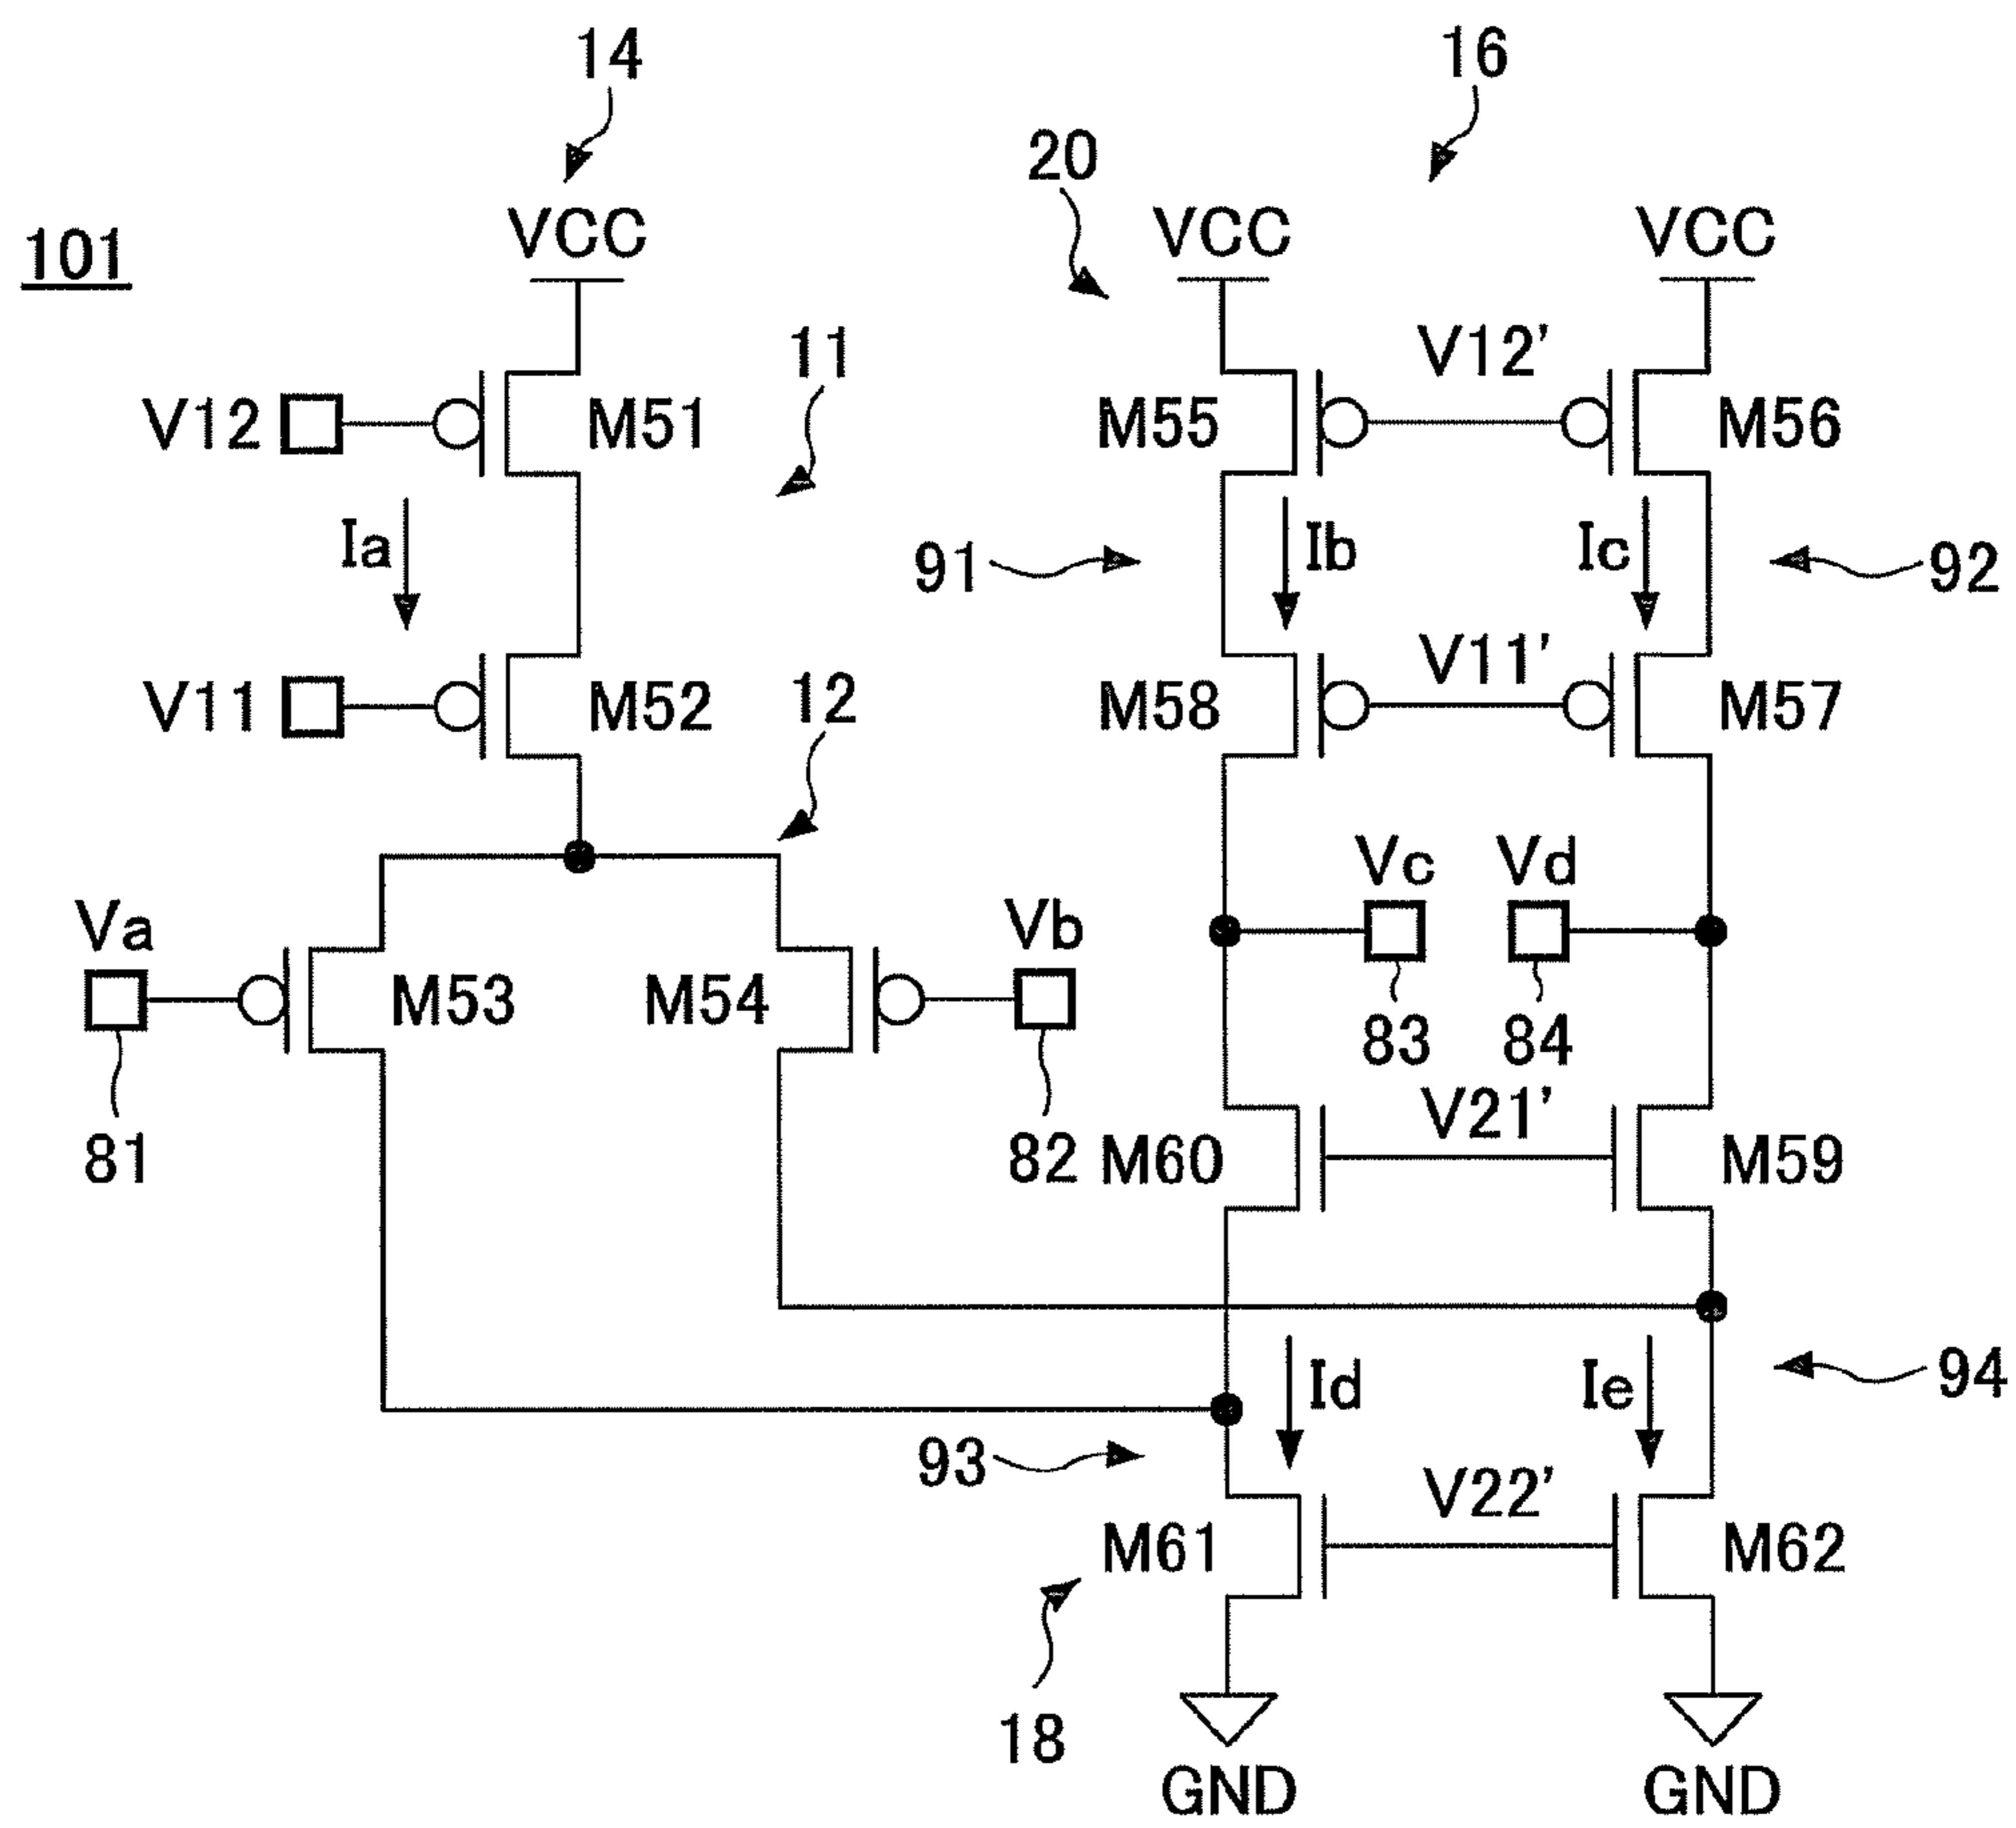 14
16
20
101
VCC
VCC
VCC
11
V12'
V12
M51
M55
M56
Ia
91
Ib
Ic
92
V11'
V11
M52
12
M58
M57
Va
Vb
Vc
Vd
M53
M54
83
84
81
82
V21'
M60
M59
Id
Ie
94
93
V22'
M61
M62
18
GND
GND